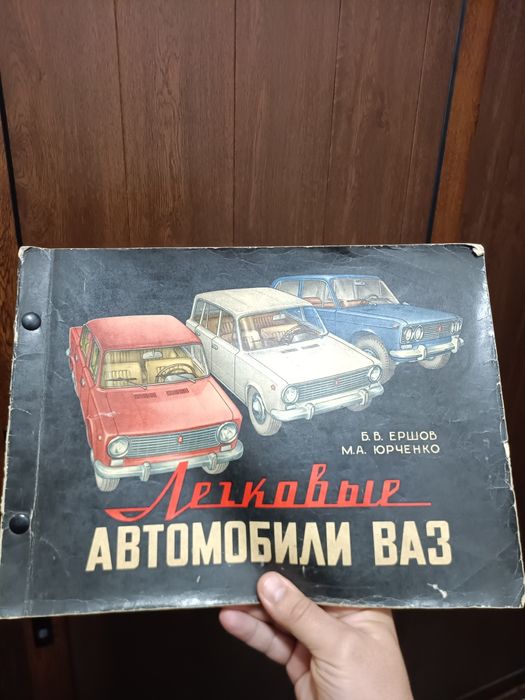 Б. В. ЕРШОВ
М. А. ЮРЧЕНКО
Легковые
АВТОМОБИЛИ ВАЗ